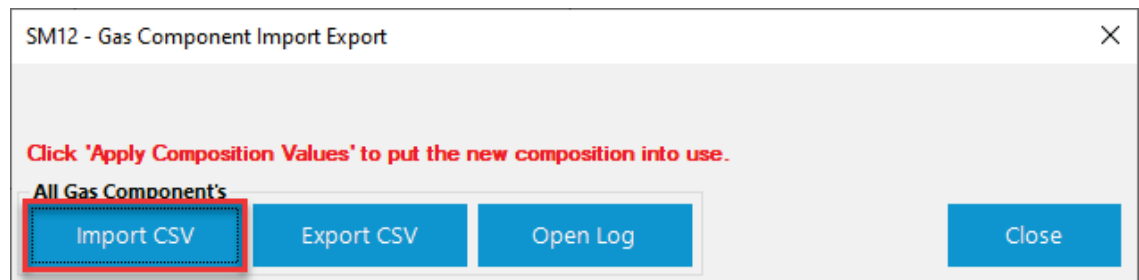 SM12 - Gas Component Import Export
Click 'Apply Composition Values' to put the new composition into use.
All Gas Component's
Import CSV Export CSV Open Log Close